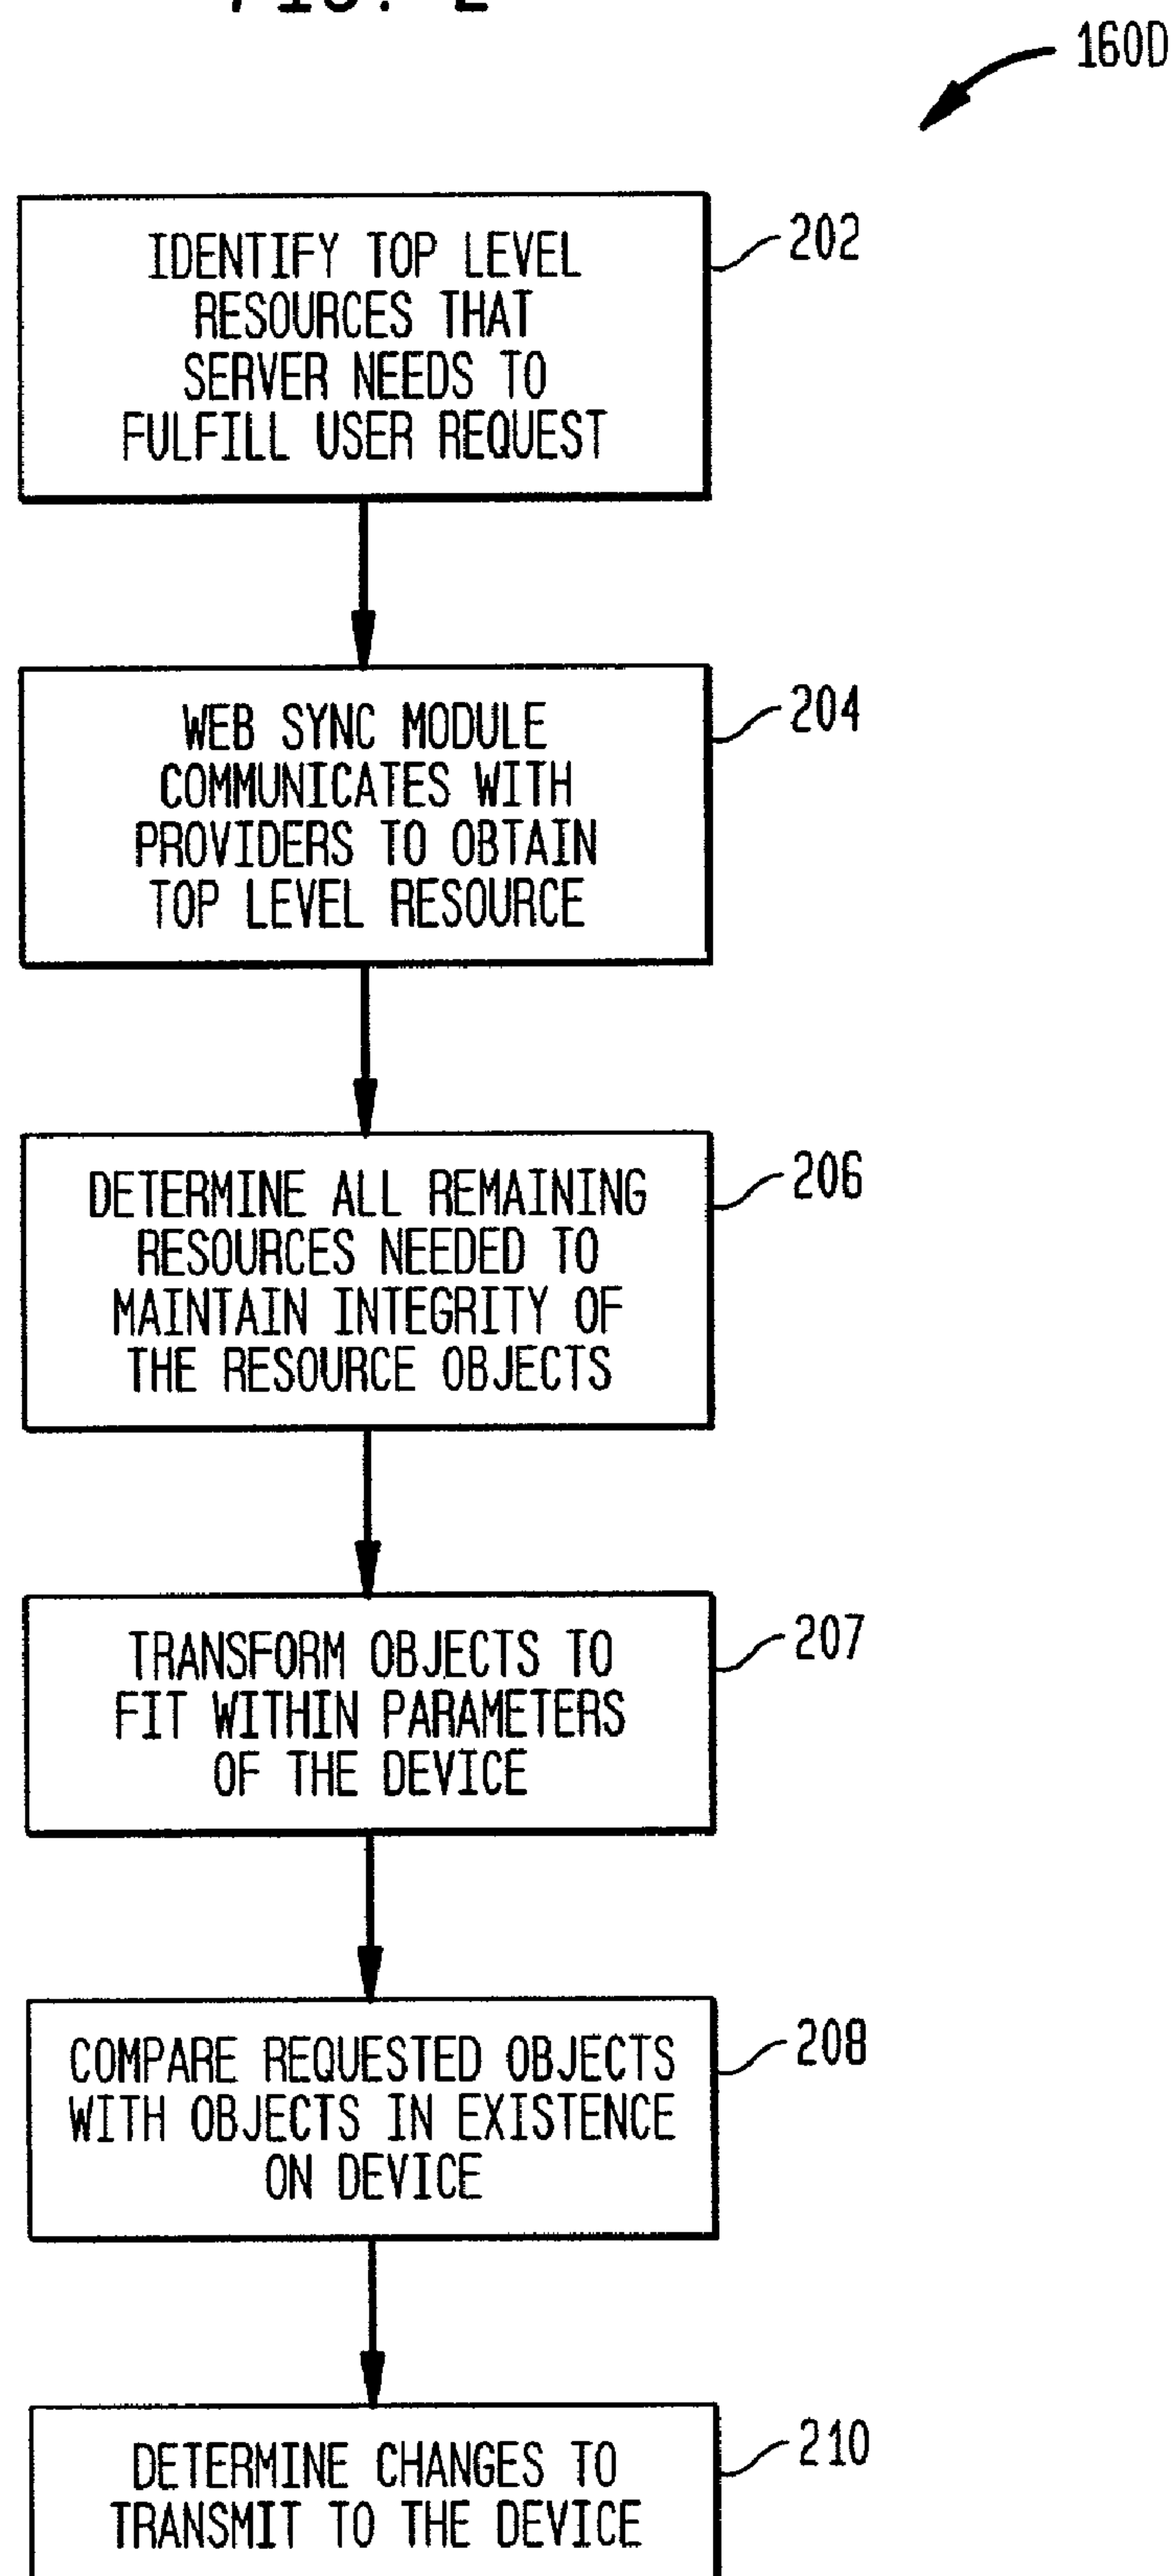 FIG. 2
160D
IDENTIFY TOP LEVEL
RESOURCES THAT
SERVER NEEDS TO
FULFILL USER REQUEST
202
WEB SYNC MODULE
COMMUNICATES WITH
PROVIDERS TO OBTAIN
TOP LEVEL RESOURCE
204
DETERMINE ALL REMAINING
RESOURCES NEEDED TO
MAINTAIN INTEGRITY OF
THE RESOURCE OBJECTS
206
TRANSFORM OBJECTS TO
FIT WITHIN PARAMETERS
OF THE DEVICE
207
COMPARE REQUESTED OBJECTS
WITH OBJECTS IN EXISTENCE
ON DEVICE
208
DETERMINE CHANGES TO
TRANSMIT TO THE DEVICE
210